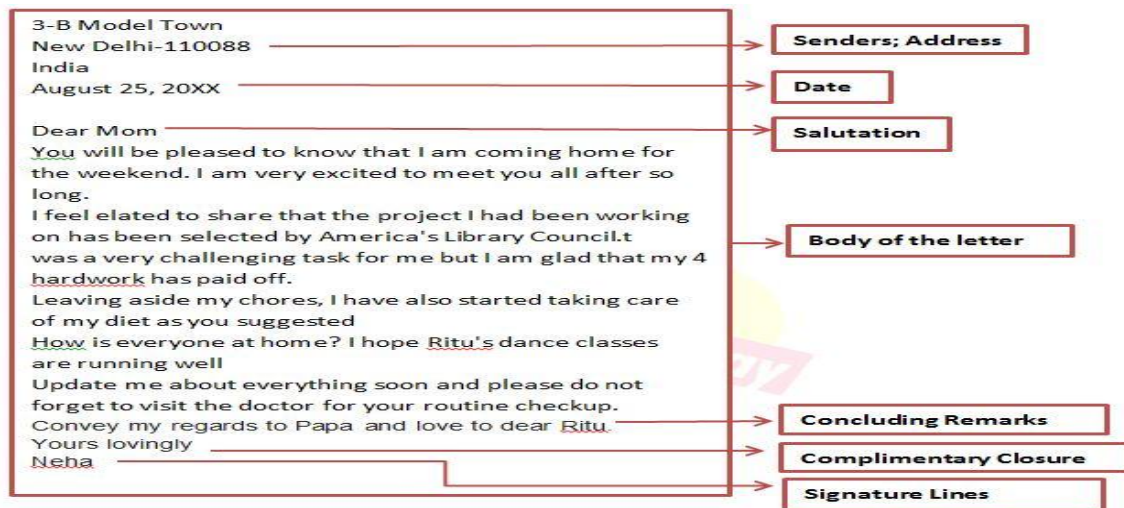 3-B Model Town
New Delhi-110088
Senders; Address
India
August 25, 20XX
Date
Dear Mom
Salutation
You will be pleased to know that I am coming home for
the weekend. I am very excited to meet you all after so
long.
I feel elated to share that the project I had been working
on has been selected by America's Library Council.t
Body of the letter
was a very challenging task for me but I am glad that my 4
hardwork has paid off.
Leaving aside my chores, I have also started taking care
of my diet as you suggested
How is everyone at home? I hope Ritu's dance classes
are running well
Update me about everything soon and please do not
forget to visit the doctor for your routine checkup.
Convey my regards to Papa and love to dear Ritu
Concluding Remarks
Yours lovingly
Complimentary Closure
Neha
Signature Lines